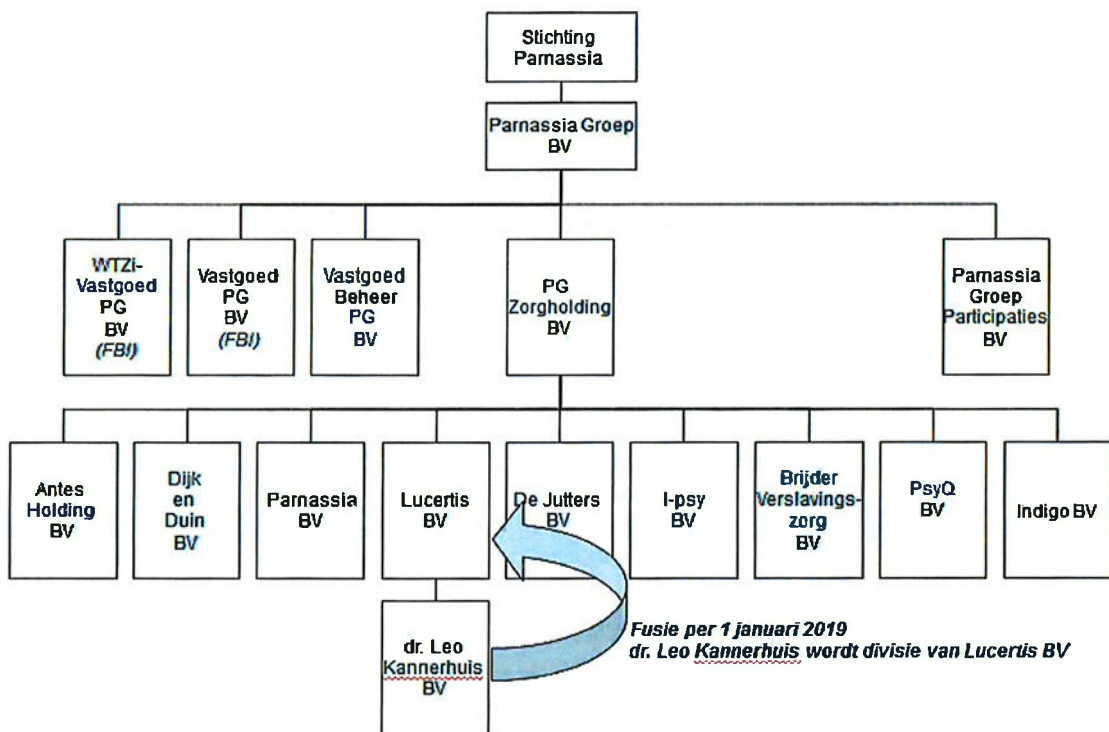 Stichting
Parnassia
Parnassia Groep
BV
WTZi-
Vastgoed
PG
BV
(FBI)
Vastgoed
PG
BV
(FBI)
Vastgoed
Beheer
PG
BV
PG
Zorgholding
BV
Parnassia
Groep
Participaties
BV
Antes
Holding
BV
Dijk
en
Duin
BV
Parnassia
BV
Lucertis
BV
De Jutters
BV
I-psy
BV
Brijder
Verslavings-
zorg
BV
PsyQ
BV
Indigo BV
dr. Leo
Kannerhuis
BV
Fusie per 1 januari 2019
dr. Leo Kannerhuis wordt divisie van Lucertis BV